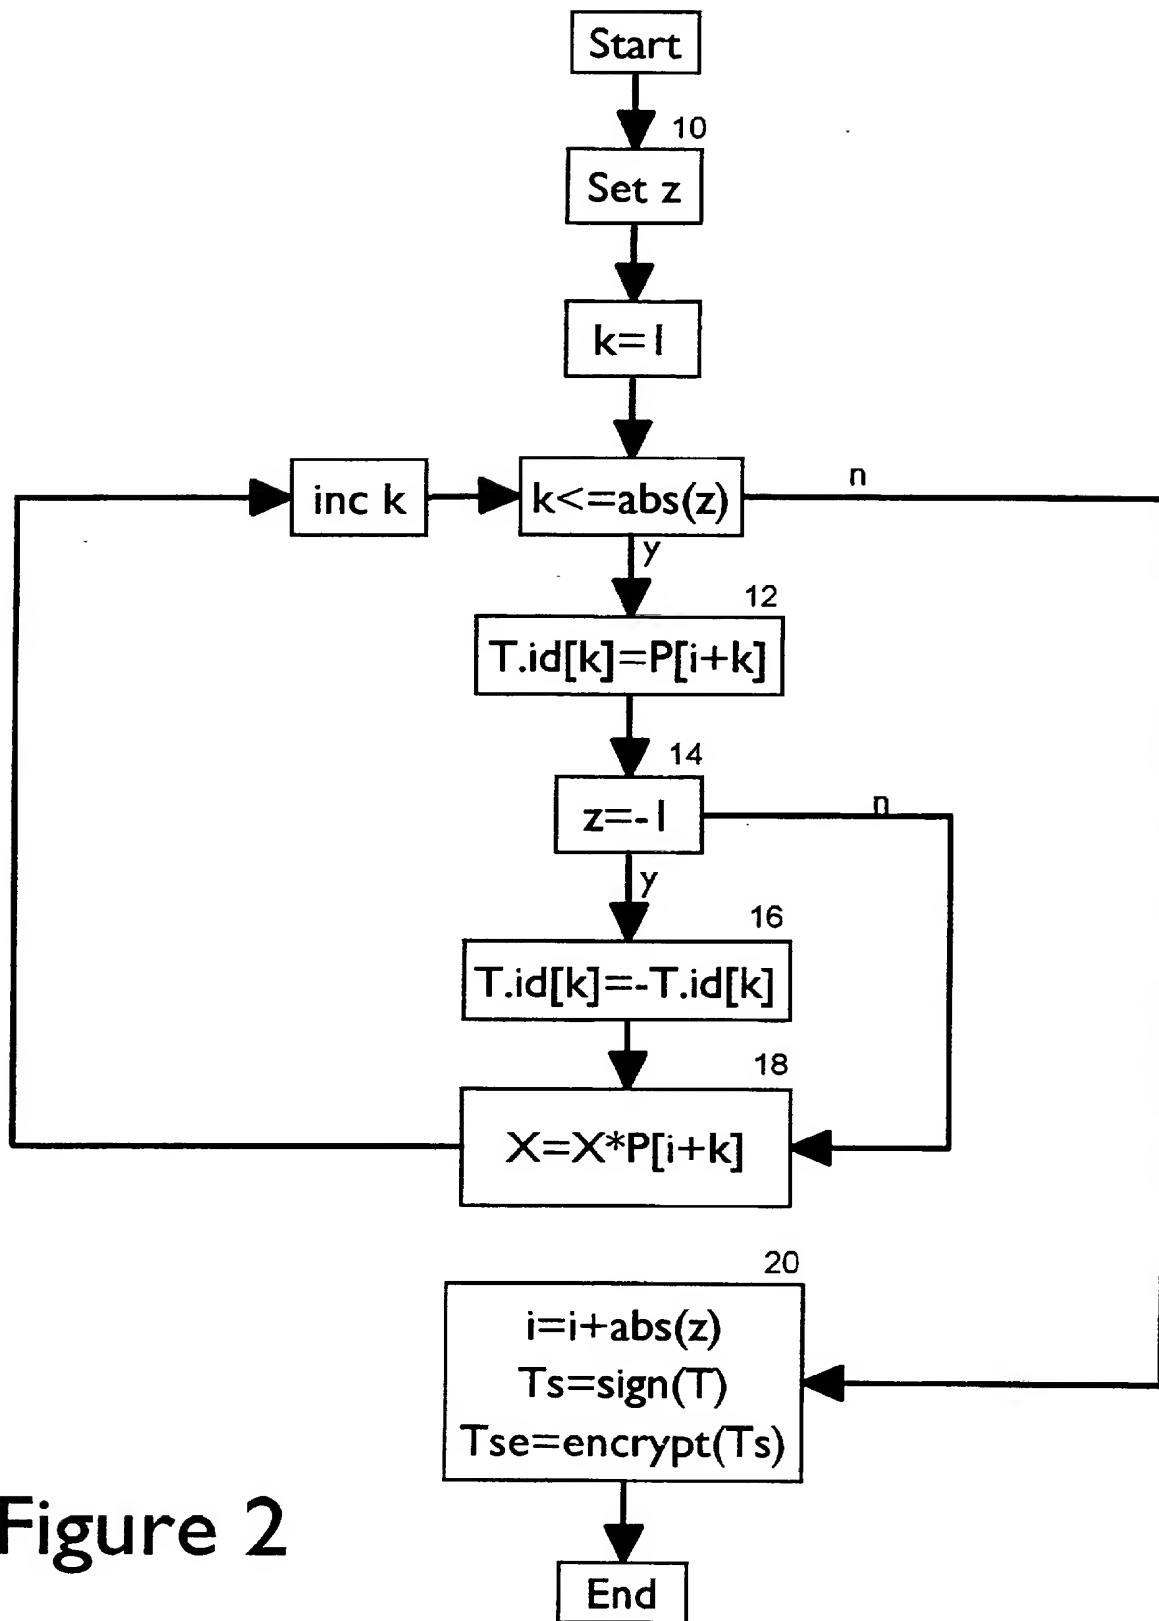 Start
10
Set z
k=1
inc k
k<=abs(z)
n
y
12
T.id[k]=P[i+k]
14
z=-1
n
y
16
T.id[k]=-T.id[k]
18
X=X*P[i+k]
20
i=i+abs(z)
Ts=sign(T)
Tse=encrypt(Ts)
Figure 2
End